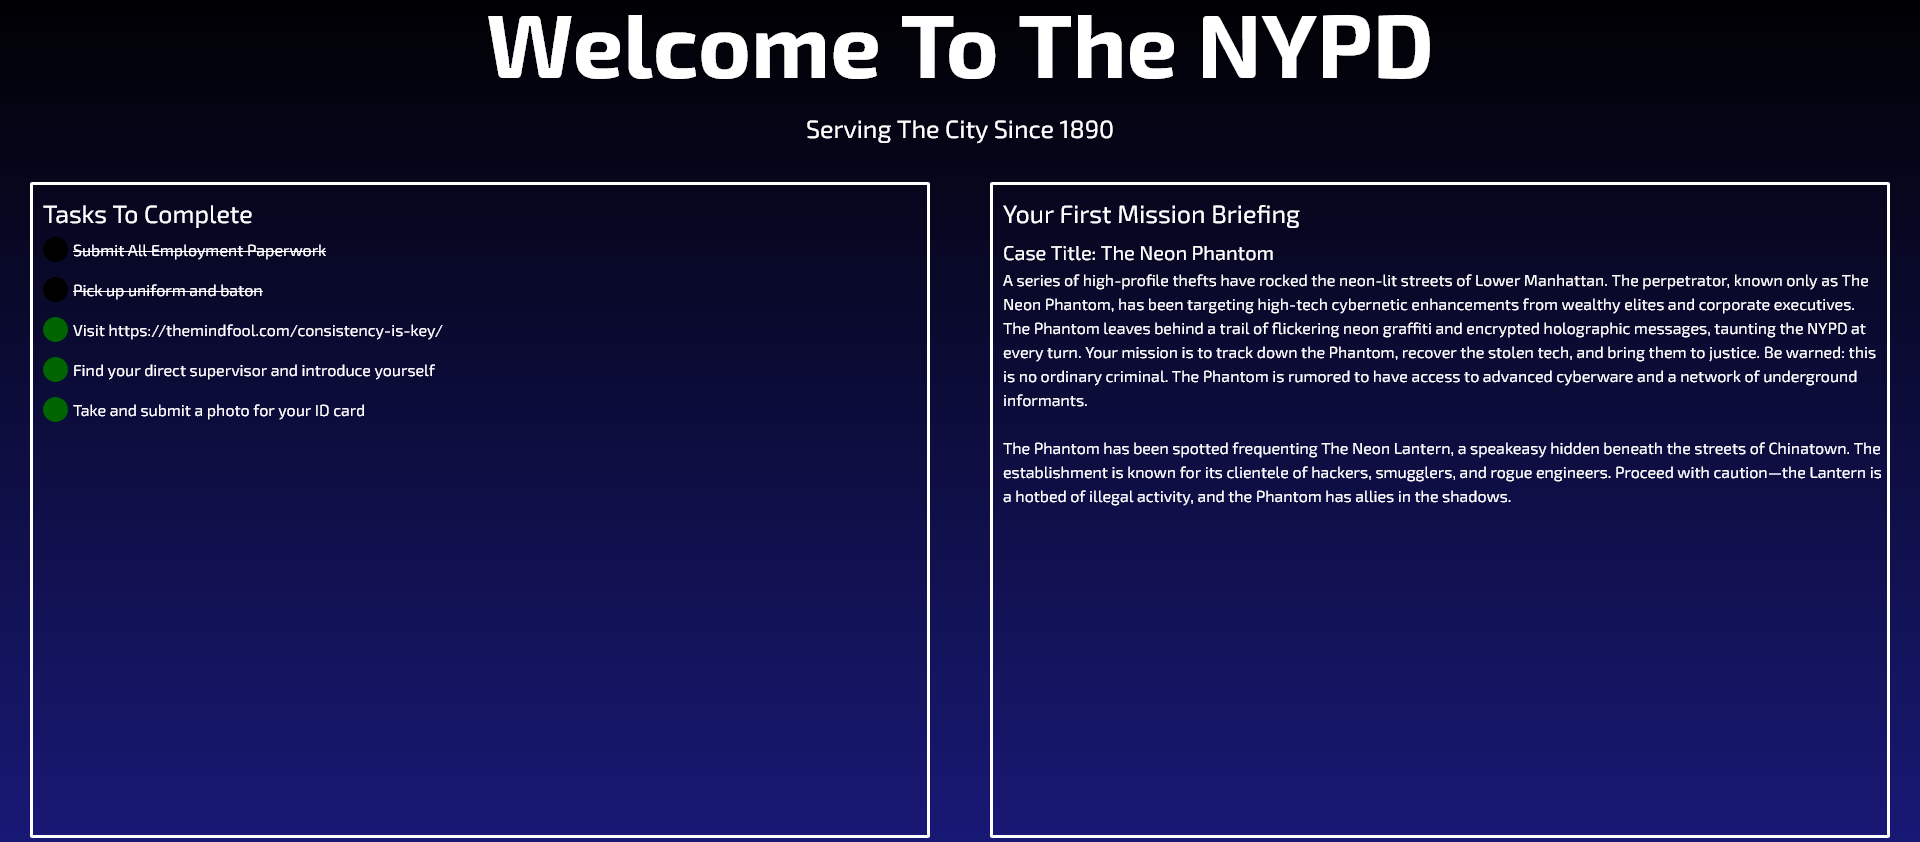 Welcome To The NYPD
Serving The City Since 1890
Tasks To Complete
Submit All Employment Paperwork
Pick up uniform and baton
Visit https://themindfool.com/consistency-is-key/
Find your direct supervisor and introduce yourself
Take and submit a photo for your ID card
Your First Mission Briefing
Case Title: The Neon Phantom
A series of high-profile thefts have rocked the neon-lit streets of Lower Manhattan. The perpetrator, known only as The
Neon Phantom, has been targeting high-tech cybernetic enhancements from wealthy elites and corporate executives.
The Phantom leaves behind a trail of flickering neon graffiti and encrypted holographic messages, taunting the NYPD at
every turn. Your mission is to track down the Phantom, recover the stolen tech, and bring them to justice. Be warned: this
is no ordinary criminal. The Phantom is rumored to have access to advanced cyberware and a network of underground
informants.
The Phantom has been spotted frequenting The Neon Lantern, a speakeasy hidden beneath the streets of Chinatown. The
establishment is known for its clientele of hackers, smugglers, and rogue engineers. Proceed with caution—the Lantern is
a hotbed of illegal activity, and the Phantom has allies in the shadows.